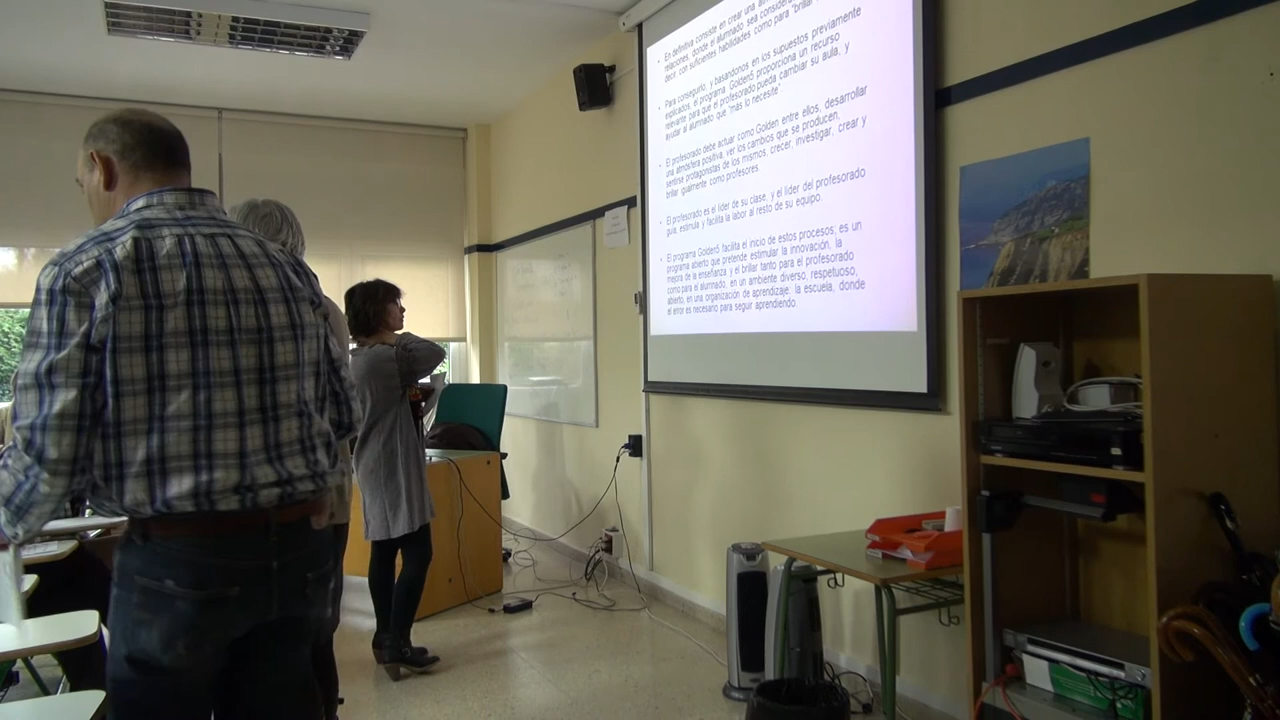 En definitiva consiste en crear una
relaciones, donde el alumnado sea
decir, con suficientes habilidades como para "brillar
Para conseguirlo, y basándonos en los supuestos previamente
explicados, el programa Golden5 proporciona un recurso
relevante para que el profesorado pueda cambiar su aula, y
ayudar al alumnado que "más lo necesite".
El profesorado debe actuar como Golden entre ellos, desarrollar
una atmósfera positiva, ver los cambios que se producen,
sentirse protagonistas de los mismos, crecer, investigar, crear y
brillar igualmente como profesores.
El profesorado es el líder de su clase, y el líder del profesorado
guía, estimula y facilita la labor al resto de su equipo.
El programa Golden5 facilita el inicio de estos procesos, es un
programa abierto que pretende estimular la innovación, la
mejora de la enseñanza y el brillar tanto para el profesorado
como para el alumnado, en un ambiente diverso, respetuoso,
abierto, en una organización de aprendizaje: la escuela, donde
el error es necesario para seguir aprendiendo.